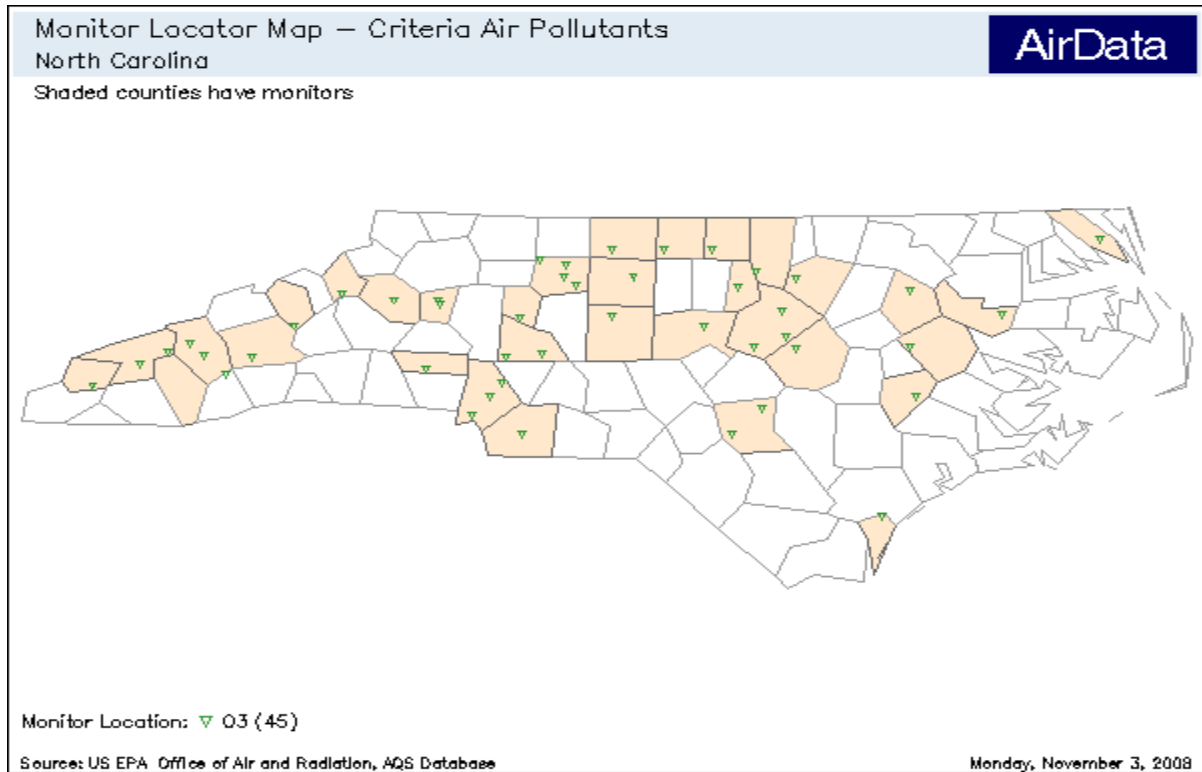 Monitor Locator Map – Criteria Air Pollutants
AirData
North Carolina
Shaded counties have monitors
Monitor Location: ▽ O3 (45)
Source: US EPA Office of Air and Radiation, AQS Database
Monday, November 3, 2008